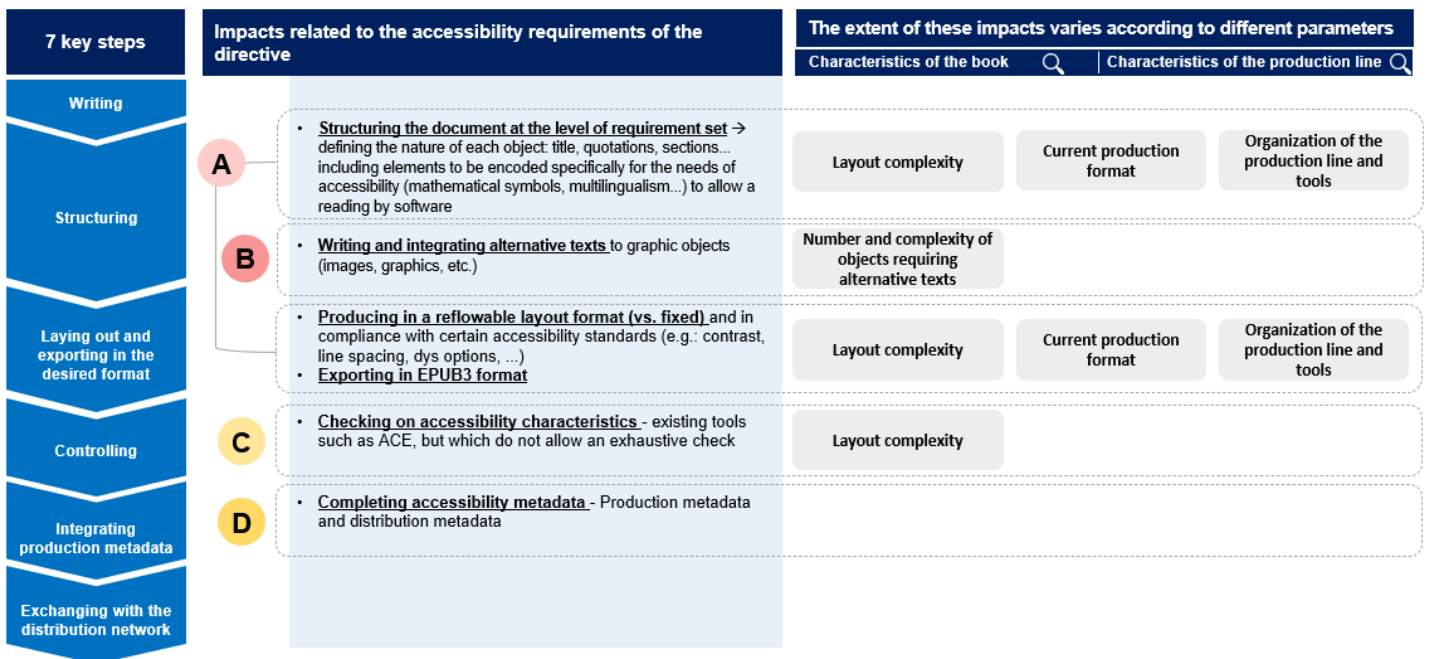 7 key steps
Impacts related to the accessibility requirements of the
directive
The extent of these impacts varies according to different parameters
Characteristics of the book
Characteristics of the production line
Writing
Structuring
A
• Structuring the document at the level of requirement set →
defining the nature of each object: title, quotations, sections...
including elements to be encoded specifically for the needs of
accessibility (mathematical symbols, multilingualism...) to allow a
reading by software
Layout complexity
Current production
format
Organization of the
production line and
tools
B
• Writing and integrating alternative texts to graphic objects
(images, graphics, etc.)
Number and complexity of
objects requiring
alternative texts
Laying out and
exporting in the
desired format
• Producing in a reflowable layout format (vs. fixed) and in
compliance with certain accessibility standards (e.g.: contrast,
line spacing, dys options, ...)
• Exporting in EPUB3 format
Layout complexity
Current production
format
Organization of the
production line and
tools
Controlling
C
• Checking on accessibility characteristics - existing tools
such as ACE, but which do not allow an exhaustive check
Layout complexity
Integrating
production metadata
D
• Completing accessibility metadata - Production metadata
and distribution metadata
Exchanging with the
distribution network